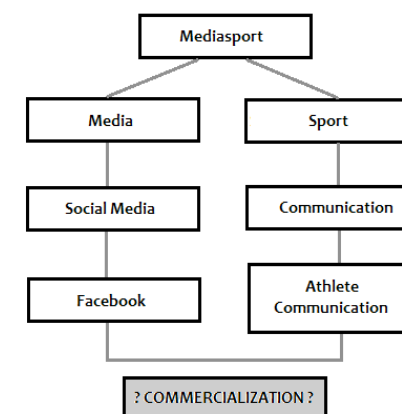 Mediasport
Media
Sport
Social Media
Communication
Facebook
Athlete
Communication
? COMMERCIALIZATION ?